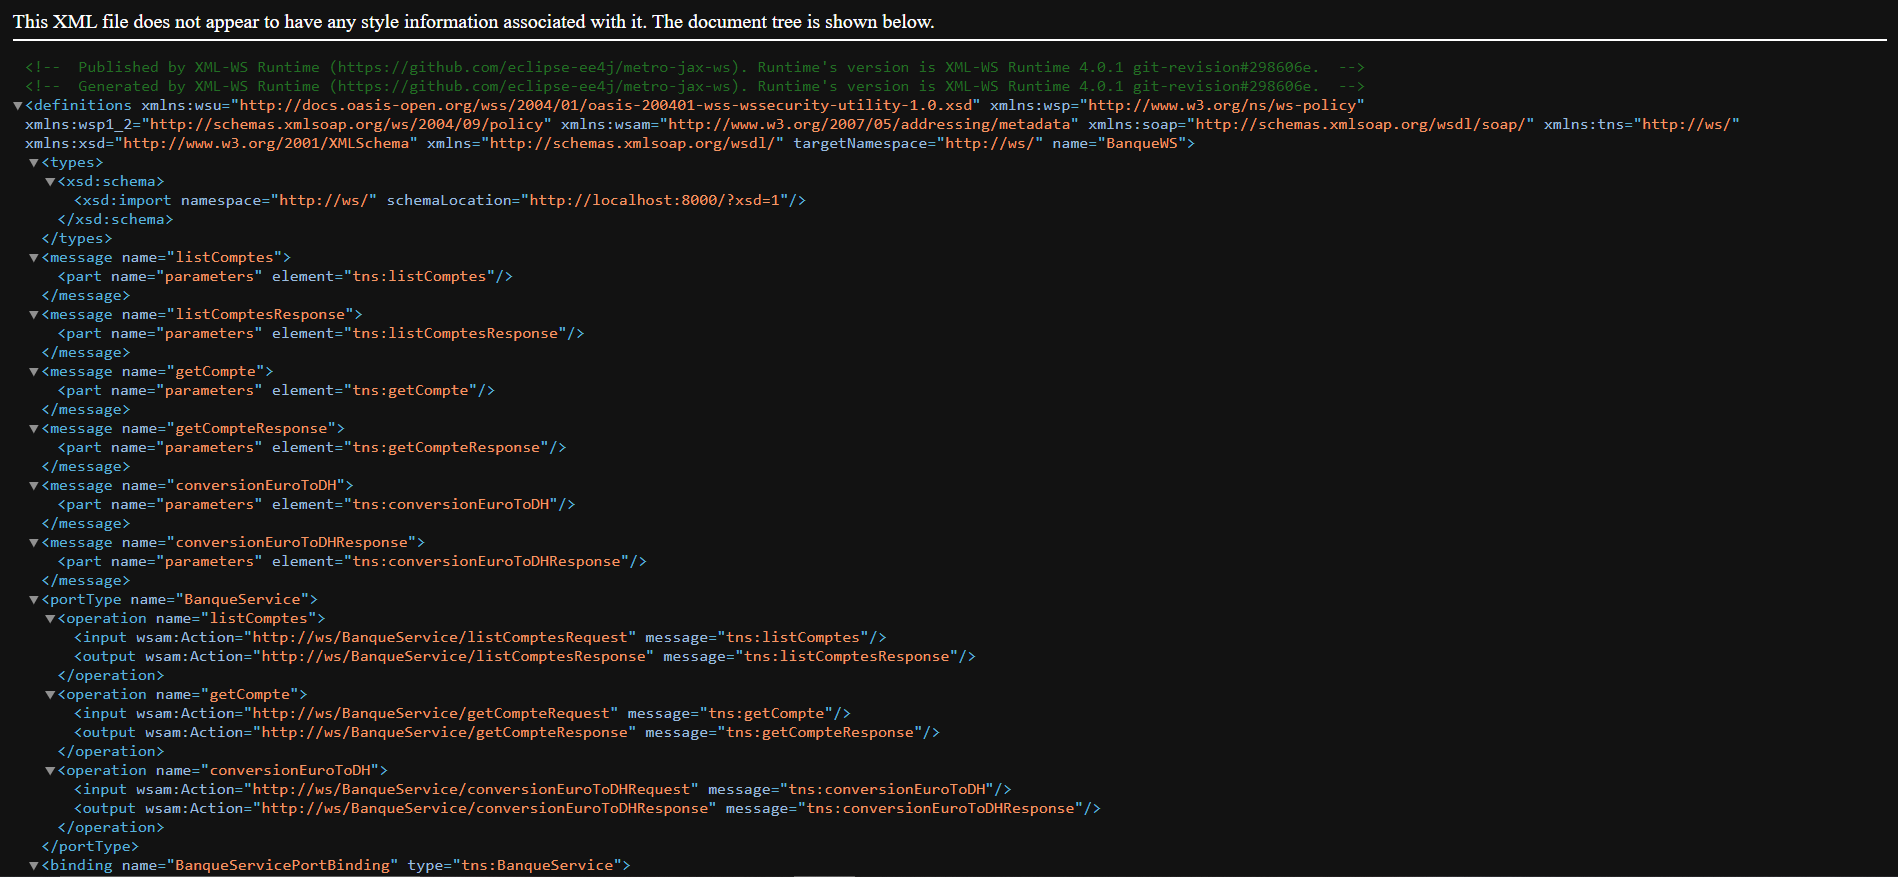 This XML file does not appear to have any style information associated with it. The document tree is shown below.
<!--  Published by XML-WS Runtime (https://github.com/eclipse-ee4j/metro-jax-ws). Runtime's version is XML-WS Runtime 4.0.1 git-revision#298606e.  -->
<!--  Generated by XML-WS Runtime (https://github.com/eclipse-ee4j/metro-jax-ws). Runtime's version is XML-WS Runtime 4.0.1 git-revision#298606e.  -->
▼<definitions xmlns:wsu="http://docs.oasis-open.org/wss/2004/01/oasis-200401-wss-wssecurity-utility-1.0.xsd" xmlns:wsp="http://www.w3.org/ns/ws-policy"
xmlns:wsp1_2="http://schemas.xmlsoap.org/ws/2004/09/policy" xmlns:wsam="http://www.w3.org/2007/05/addressing/metadata" xmlns:soap="http://schemas.xmlsoap.org/wsdl/soap/" xmlns:tns="http://ws/"
xmlns:xsd="http://www.w3.org/2001/XMLSchema" xmlns="http://schemas.xmlsoap.org/wsdl/" targetNamespace="http://ws/" name="BanqueWS">
▼<types>
▼<xsd:schema>
<xsd:import namespace="http://ws/" schemaLocation="http://localhost:8000/?xsd=1"/>
</xsd:schema>
</types>
▼<message name="listComptes">
<part name="parameters" element="tns:listComptes"/>
</message>
▼<message name="listComptesResponse">
<part name="parameters" element="tns:listComptesResponse"/>
</message>
▼<message name="getCompte">
<part name="parameters" element="tns:getCompte"/>
</message>
▼<message name="getCompteResponse">
<part name="parameters" element="tns:getCompteResponse"/>
</message>
▼<message name="conversionEuroToDH">
<part name="parameters" element="tns:conversionEuroToDH"/>
</message>
▼<message name="conversionEuroToDHResponse">
<part name="parameters" element="tns:conversionEuroToDHResponse"/>
</message>
▼<portType name="BanqueService">
▼<operation name="listComptes">
<input wsam:Action="http://ws/BanqueService/listComptesRequest" message="tns:listComptes"/>
<output wsam:Action="http://ws/BanqueService/listComptesResponse" message="tns:listComptesResponse"/>
</operation>
▼<operation name="getCompte">
<input wsam:Action="http://ws/BanqueService/getCompteRequest" message="tns:getCompte"/>
<output wsam:Action="http://ws/BanqueService/getCompteResponse" message="tns:getCompteResponse"/>
</operation>
▼<operation name="conversionEuroToDH">
<input wsam:Action="http://ws/BanqueService/conversionEuroToDHRequest" message="tns:conversionEuroToDH"/>
<output wsam:Action="http://ws/BanqueService/conversionEuroToDHResponse" message="tns:conversionEuroToDHResponse"/>
</operation>
</portType>
▼<binding name="BanqueServicePortBinding" type="tns:BanqueService">